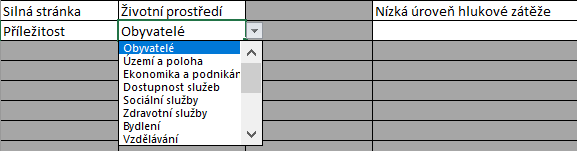 Silná stránka Životní prostředí Nízká úroveň hlukové zátěže
Příležitost Obyvatelé
Obyvatelé
Území a poloha
Ekonomika a podnikán
Dostupnost služeb
Sociální služby
Zdravotní služby
Bydlení
Vzdělávání